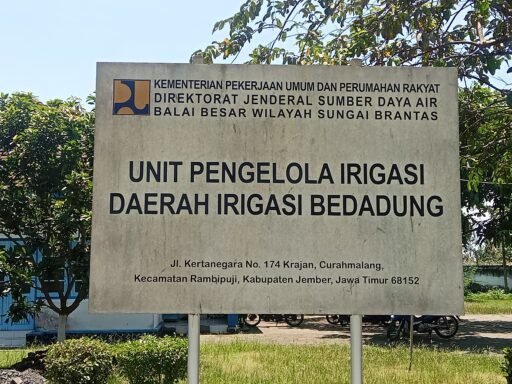 KEMENTERIAN PEKERJAAN UMUM DAN PERUMAHAN RAKYAT
DIREKTORAT JENDERAL SUMBER DAYA AIR
BALAI BESAR WILAYAH SUNGAI BRANTAS
UNIT PENGELOLA IRIGASI
DAERAH IRIGASI BEDADUNG
Jl. Kertanegara No. 174 Krajan, Curahmalang,
Kecamatan Rambipuji, Kabupaten Jember, Jawa Timur 68152